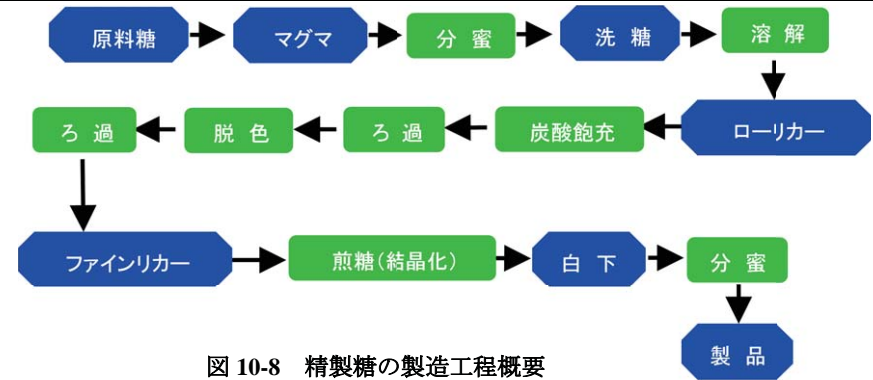 原料糖 マグマ 分 蜜 洗 糖 溶 解
ローリカー
炭酸飽充
ろ 過
脱 色
ろ 過
ファインリカー 煎糖(結晶化) 白 下 分 蜜
製 品
図 10-8 精製糖の製造工程概要